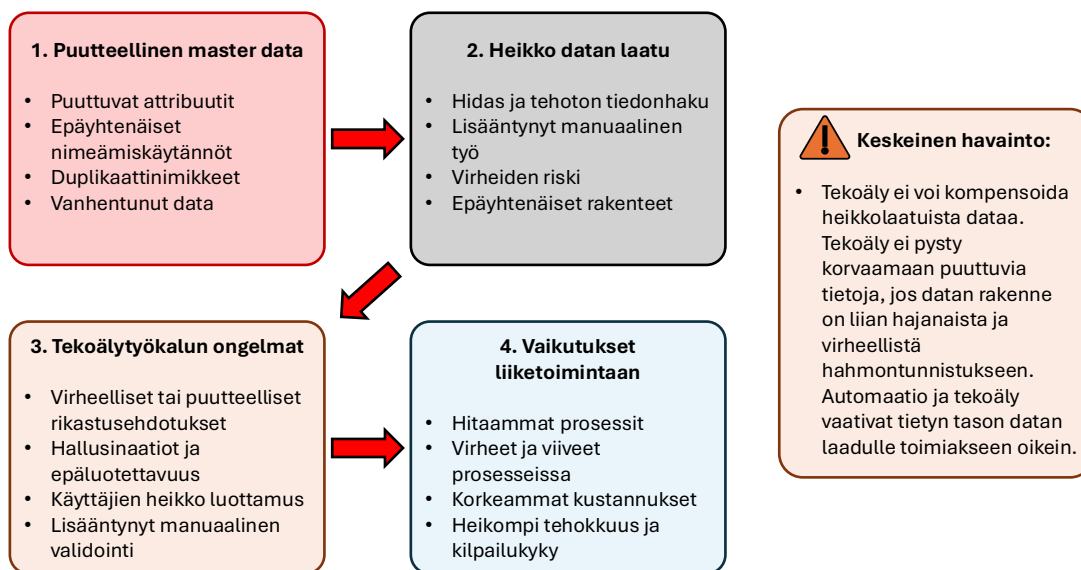 1. Puutteellinen master data
• Puuttuvat attribuutit
• Epäyhtenäiset
nimeämiskäytännöt
• Duplikaattinimikkeet
• Vanhentunut data
2. Heikko datan laatu
• Hidas ja tehoton tiedonhaku
• Lisääntynyt manuaalinen
työ
• Virheiden riski
• Epäyhtenäiset rakenteet
3. Tekoälytyökalun ongelmat
• Virheelliset tai puutteelliset
rikastusehdotukset
• Hallusinaatiot ja
epäluotettavuus
• Käyttäjien heikko luottamus
• Lisääntynyt manuaalinen
validointi
4. Vaikutukset
liiketoimintaan
• Hitaammat prosessit
• Virheet ja viiveet
prosesseissa
• Korkeammat kustannukset
• Heikompi tehokkuus ja
kilpailukyky
Keskeinen havainto:
• Tekoäly ei voi kompensoida
heikkolaatuista dataa.
Tekoäly ei pysty
korvaamaan puuttuvia
tietoja, jos datan rakenne
on liian hajanaista ja
virheellistä
hahmontunnistukseen.
Automaatio ja tekoäly
vaativat tietyn tason datan
laadulle toimiakseen oikein.